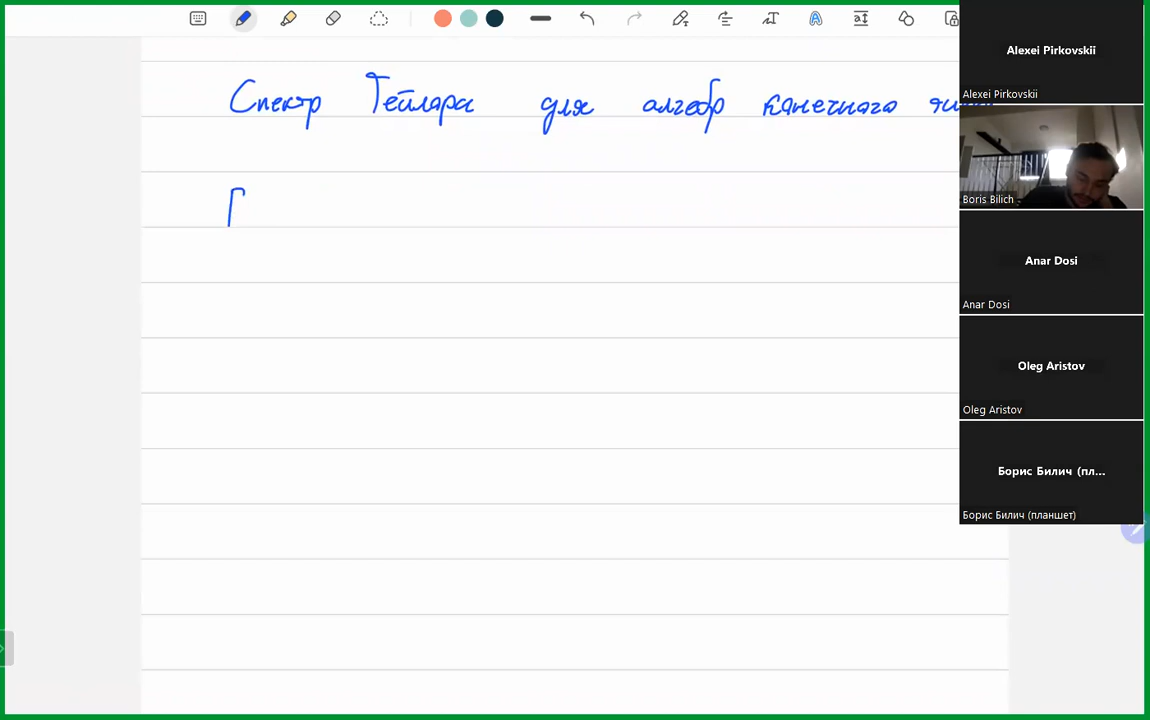 Спектр Тейлора для алгебр конечного
Alexei Pirkovskii
Alexei Pirkovskii
Boris Bilich
Anar Dosi
Anar Dosi
Oleg Aristov
Oleg Aristov
Борис Билич (пл...
Борис Билич (планшет)